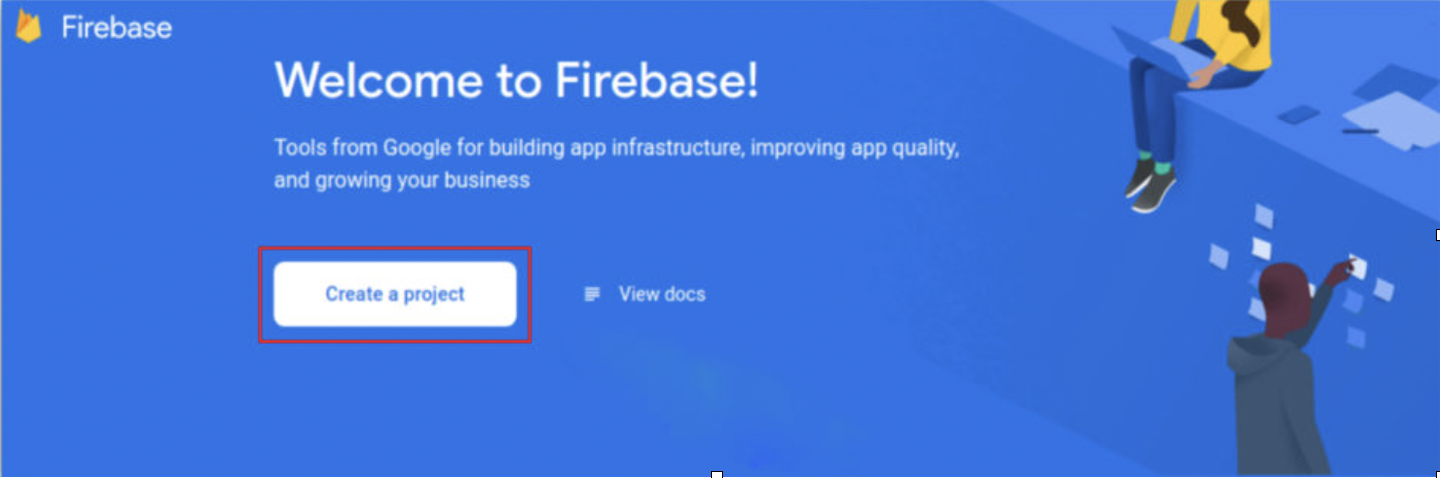 Firebase
Welcome to Firebase!
Tools from Google for building app infrastructure, improving app quality,
and growing your business
Create a project
View docs